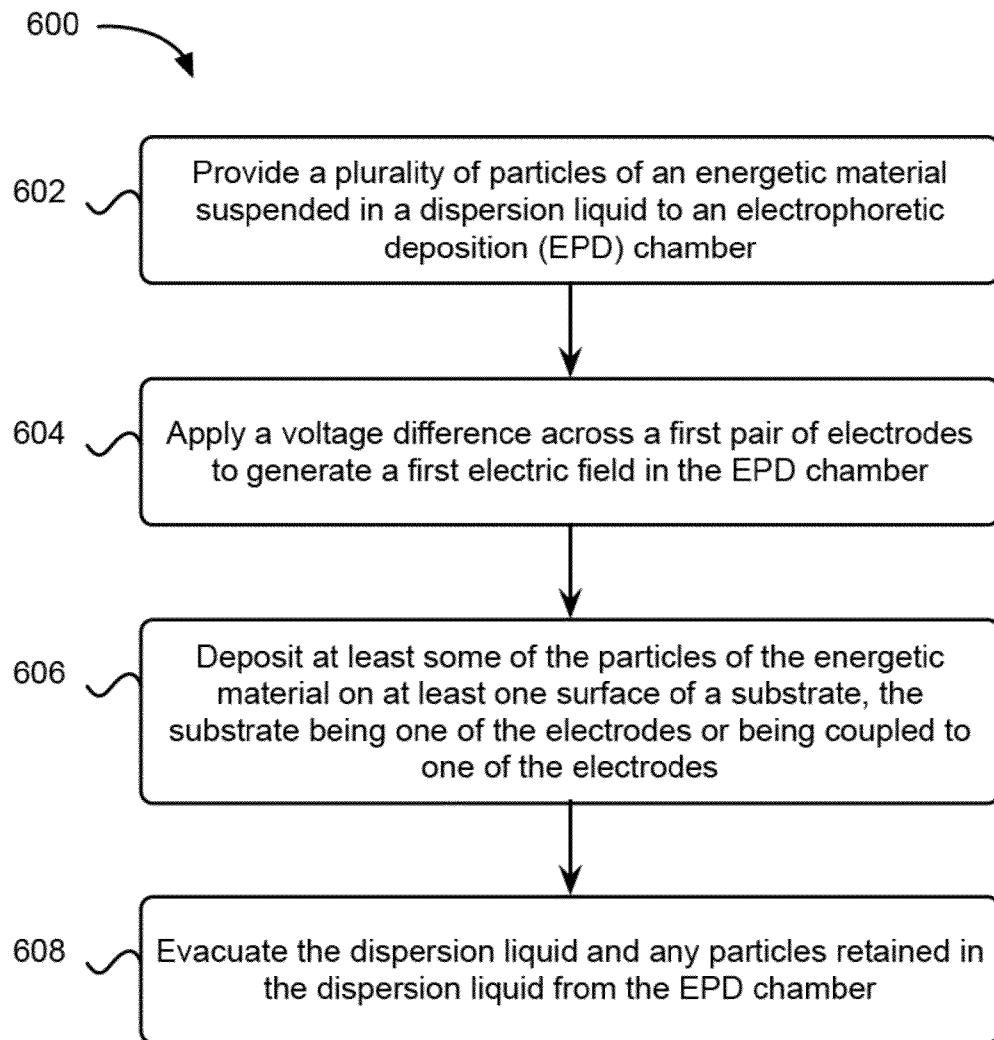 600
602
Provide a plurality of particles of an energetic material
suspended in a dispersion liquid to an electrophoretic
deposition (EPD) chamber
604
Apply a voltage difference across a first pair of electrodes
to generate a first electric field in the EPD chamber
606
Deposit at least some of the particles of the energetic
material on at least one surface of a substrate, the
substrate being one of the electrodes or being coupled to
one of the electrodes
608
Evacuate the dispersion liquid and any particles retained in
the dispersion liquid from the EPD chamber